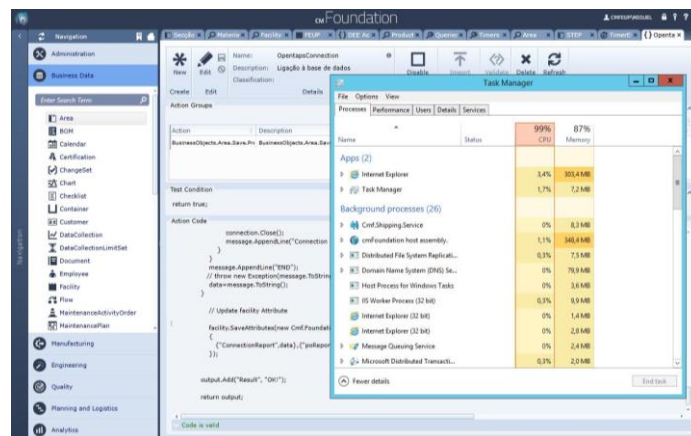 cmFoundation
Navigation
Administration
Business Data
Enter Search Term
Area
BOM
Calendar
Certification
ChangeSet
Chart
Checklist
Container
Customer
DataCollection
DataCollectionLimitSet
Document
Employee
Facility
Flow
MaintenanceActivityOrder
MaintenancePlan
Manufacturing
Engineering
Quality
Planning and Logistics
Analytics
Navigation
New
Edit
Name: OpentapsConnection
Description: Ligação à base de dados
Classification:
Disable
Import
Validate
Delete
Refresh
Create
Edit
Details
Action Groups
Action
Description
Test Condition
return true;
Action Code
connection.Close();
message.AppendLine("Connection
}
}
message.AppendLine("END");
// throw new Exception(message.ToString
data=message.ToString();
}
// Update facility Attribute
facility.SaveAttributes(new Cmf.Foundati
{
{"ConnectionReport",data},{"poRepor
});
output.Add("Result", "OK!");
return output;
Code is valid
Task Manager
File Options View
Processes Performance Users Details Services
99% 87%
Name Status CPU Memory
Apps (2)
Internet Explorer 3,4% 303,4 MB
Task Manager 1,7% 7,2 MB
Background processes (26)
Cmf.Shipping.Service 0% 8,3 MB
cmFoundation host assembly. 1,1% 340,4 MB
Distributed File System Replicati... 0,3% 7,5 MB
Domain Name System (DNS) Se... 0% 79,9 MB
Host Process for Windows Tasks 0% 3,6 MB
IIS Worker Process (32 bit) 0,3% 9,9 MB
Internet Explorer (32 bit) 0% 1,4 MB
Internet Explorer (32 bit) 0% 2,8 MB
Message Queuing Service 0% 2,4 MB
Microsoft Distributed Transacti... 0,3% 2,0 MB
Fewer details
End task